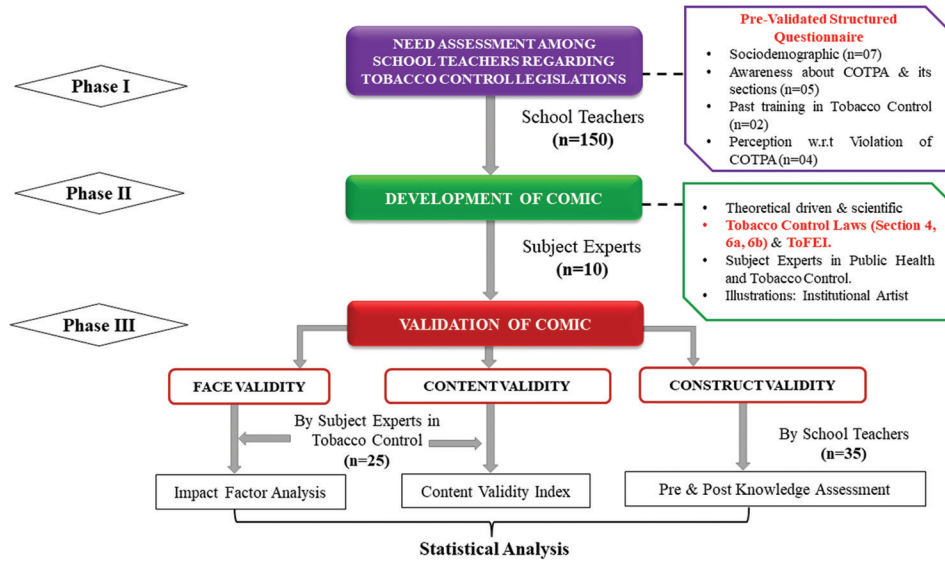 Phase I
NEED ASSESSMENT AMONG
SCHOOL TEACHERS REGARDING
TOBACCO CONTROL LEGISLATIONS
Pre-Validated Structured
Questionnaire
• Sociodemographic (n=07)
• Awareness about COTPA & its
sections (n=05)
• Past training in Tobacco Control
(n=02)
• Perception w.r.t Violation of
COTPA (n=04)
School Teachers
(n=150)
Phase II
DEVELOPMENT OF COMIC
• Theoretical driven & scientific
• Tobacco Control Laws (Section 4,
6a, 6b) & ToFEI.
• Subject Experts in Public Health
and Tobacco Control.
• Illustrations: Institutional Artist
Subject Experts
(n=10)
Phase III
VALIDATION OF COMIC
FACE VALIDITY
CONTENT VALIDITY
CONSTRUCT VALIDITY
By Subject Experts in
Tobacco Control
(n=25)
By School Teachers
(n=35)
Impact Factor Analysis
Content Validity Index
Pre & Post Knowledge Assessment
Statistical Analysis